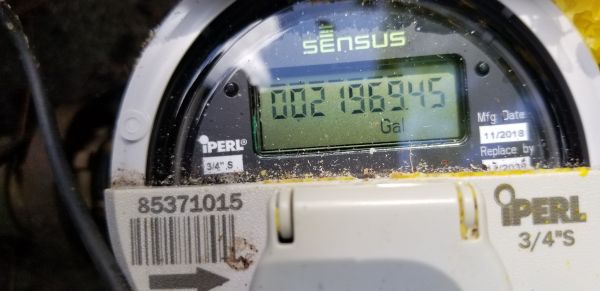 SENSUS
002196945
Gal
Mfg. Date
11/2018
Replace by
iPERL®
3/4".S
85371015
iPERL
3/4"S